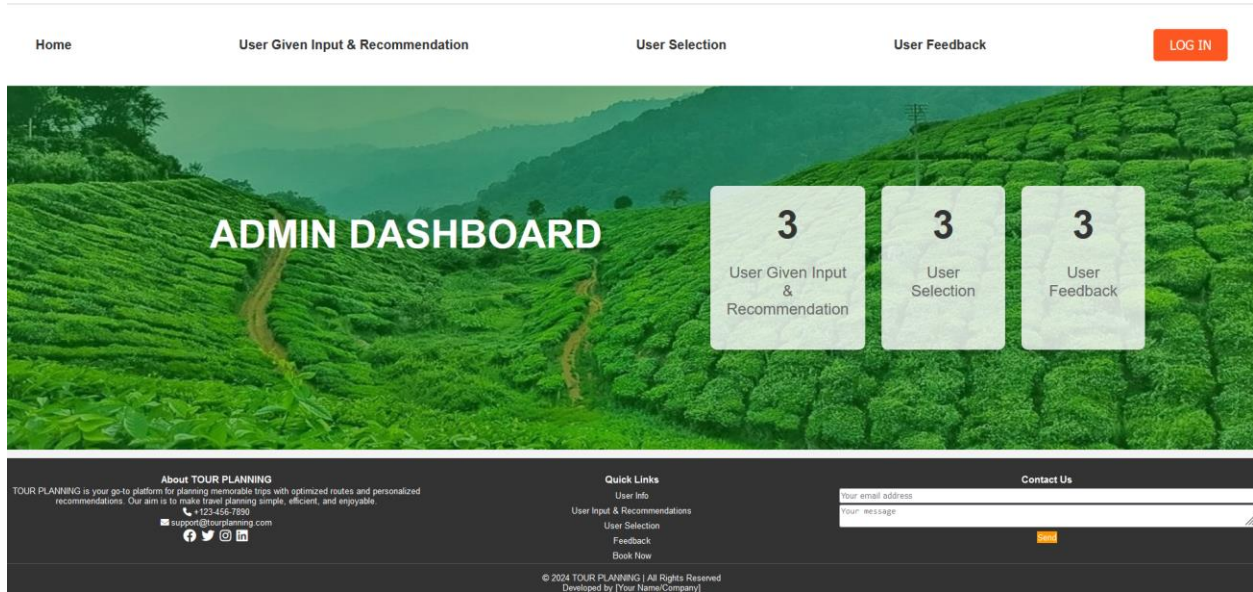 Home
User Given Input & Recommendation
User Selection
User Feedback
LOG IN
ADMIN DASHBOARD
3
User Given Input
&
Recommendation
3
User
Selection
3
User
Feedback
About TOUR PLANNING
TOUR PLANNING is your go-to platform for planning memorable trips with optimized routes and personalized
recommendations. Our aim is to make travel planning simple, efficient, and enjoyable.
+123-456-7890
support@tourplanning.com
Quick Links
User Info
User Input & Recommendations
User Selection
Feedback
Book Now
Contact Us
Your email address
Your message
Send
© 2024 TOUR PLANNING | All Rights Reserved
Developed by [Your Name/Company]